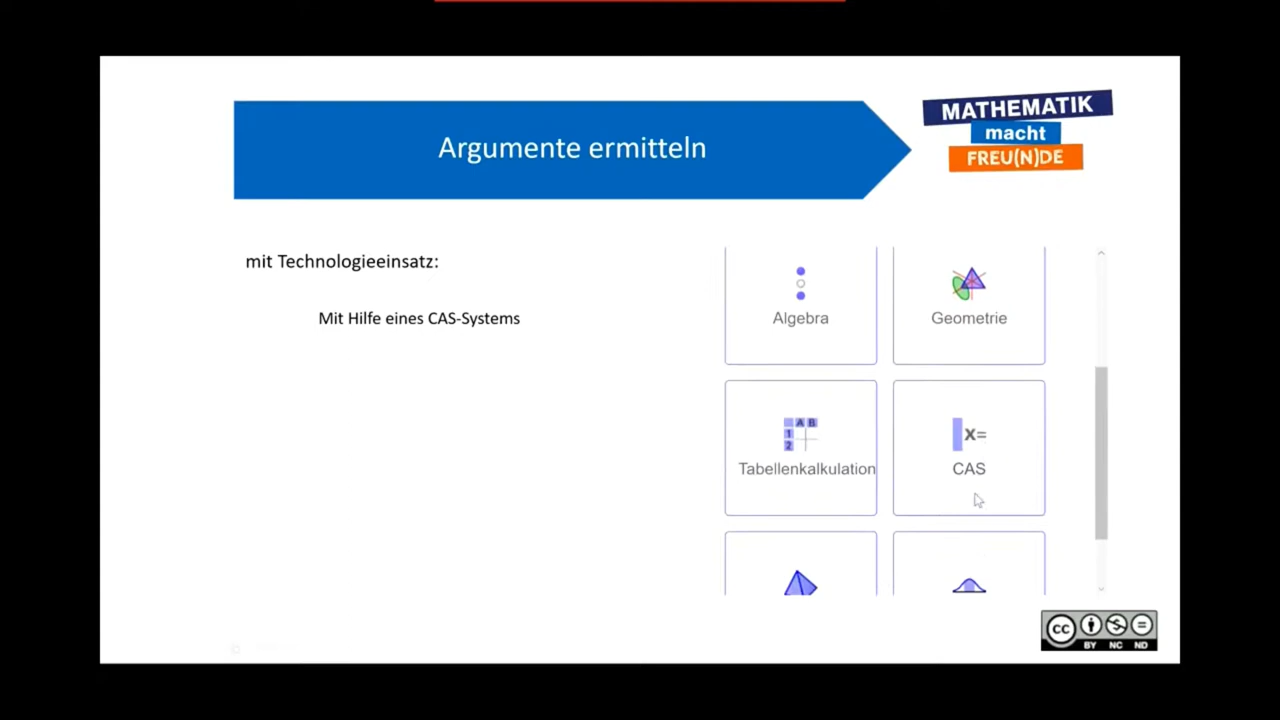 Argumente ermitteln
MATHEMATIK
macht
FREU(N)DE
mit Technologieeinsatz:
Mit Hilfe eines CAS-Systems
Algebra
Geometrie
A B
1
2
Tabellenkalkulation
x=
CAS
cc
BY NC ND